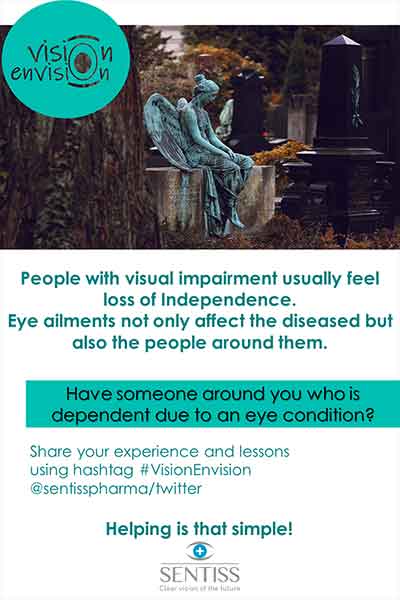 vision
envision
People with visual impairment usually feel
loss of Independence.
Eye ailments not only affect the diseased but
also the people around them.
Have someone around you who is
dependent due to an eye condition?
Share your experience and lessons
using hashtag #VisionEnvision
@sentisspharma/twitter
Helping is that simple!
SENTISS
Clear vision of the future